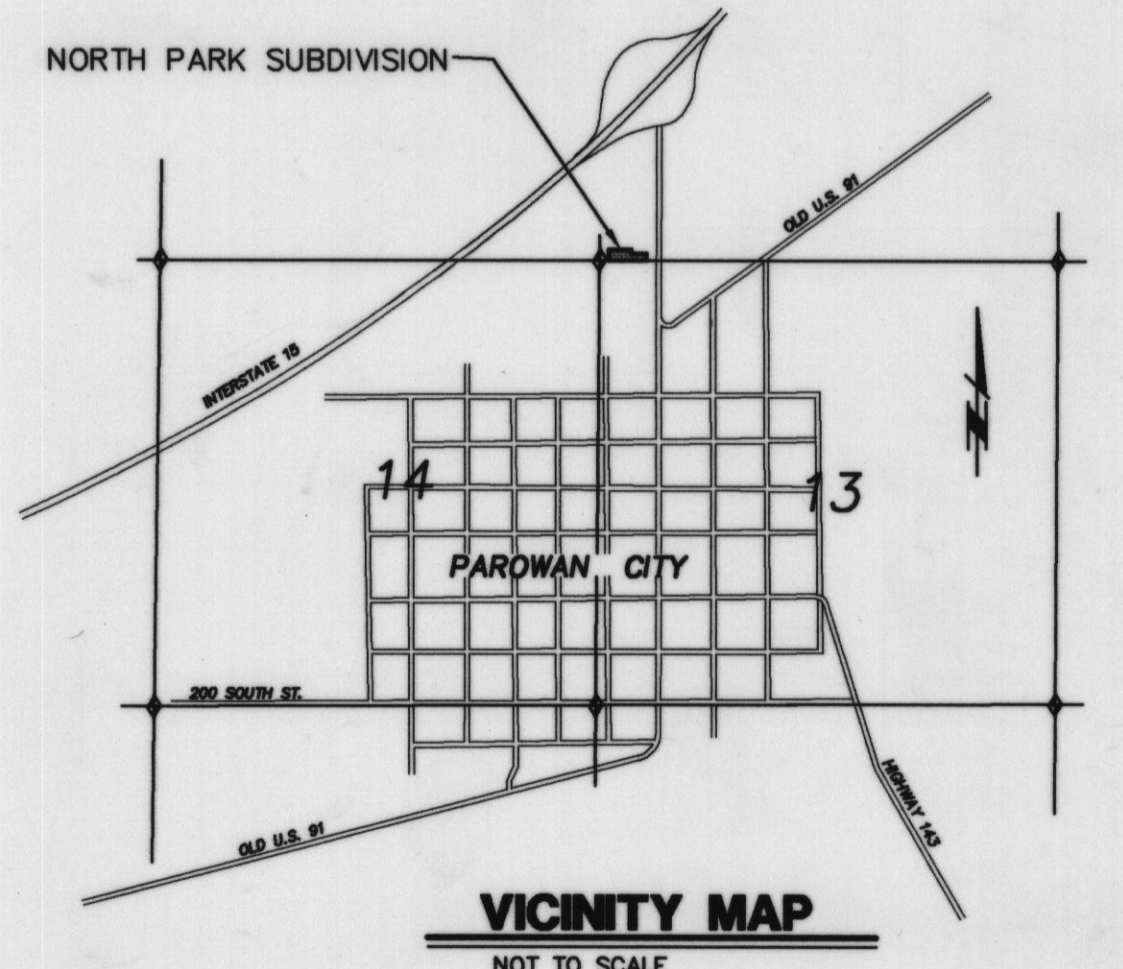 NORTH PARK SUBDIVISION
OLD U.S. 91
INTERSTATE 15
14
13
PAROWAN CITY
200 SOUTH ST.
HIGHWAY 143
OLD U.S. 91
VICINITY MAP
NOT TO SCALE